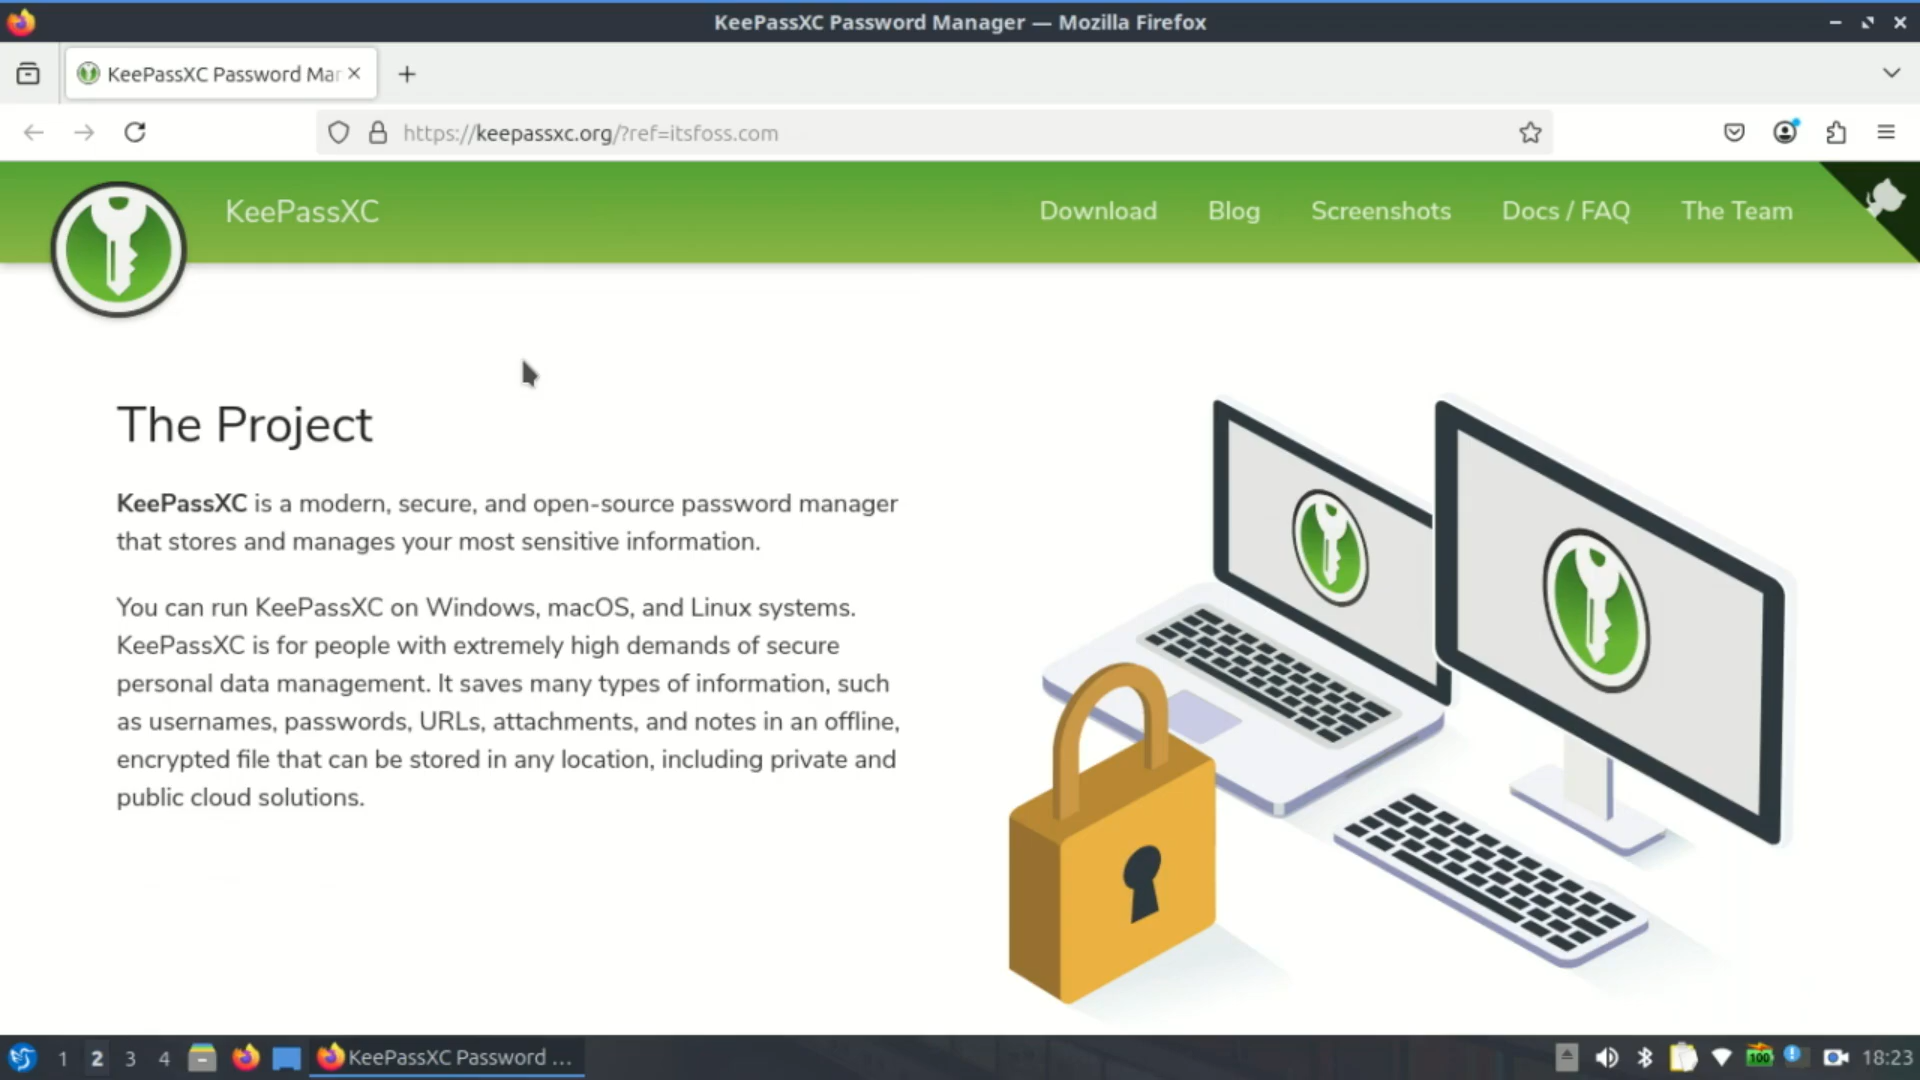 KeePassXC Password Manager — Mozilla Firefox
KeePassXC Password Mar
https://keepassxc.org/?ref=itsfoss.com
KeePassXC
Download
Blog
Screenshots
Docs / FAQ
The Team
The Project
KeePassXC is a modern, secure, and open-source password manager
that stores and manages your most sensitive information.
You can run KeePassXC on Windows, macOS, and Linux systems.
KeePassXC is for people with extremely high demands of secure
personal data management. It saves many types of information, such
as usernames, passwords, URLs, attachments, and notes in an offline,
encrypted file that can be stored in any location, including private and
public cloud solutions.
1 2 3 4
KeePassXC Password ...
100
18:23